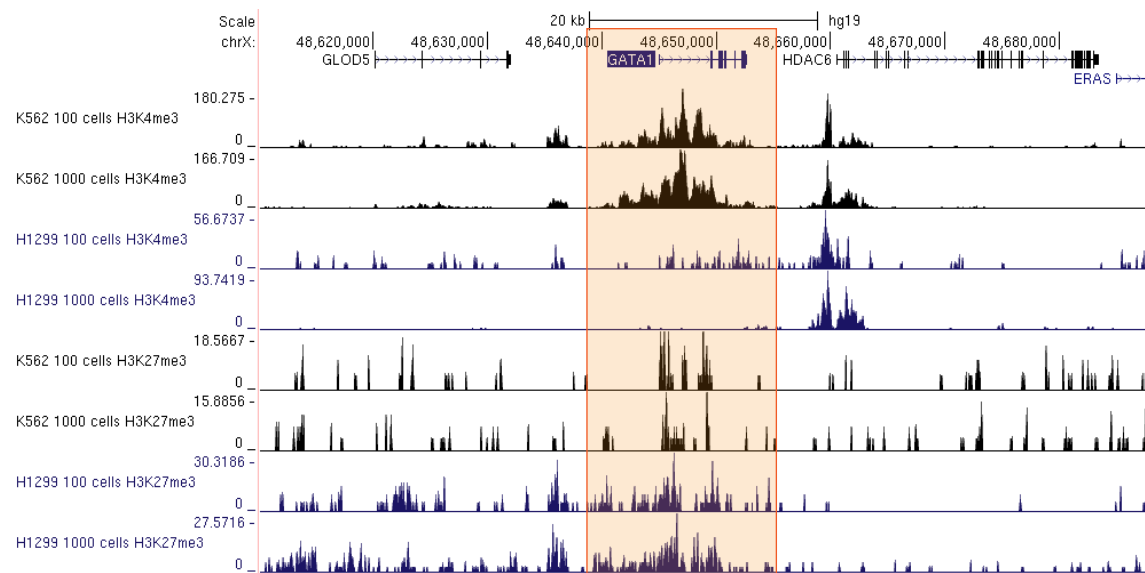 Scale 20 kb hg19
chrX: 48,620,000 48,630,000 48,640,000 48,650,000 48,660,000 48,670,000 48,680,000
GLOD5 GATA1 HDAC6
ERAS
180.275 -
K562 100 cells H3K4me3
0 _
166.709 -
K562 1000 cells H3K4me3
0 _
56.6737 -
H1299 100 cells H3K4me3
0 _
93.7419 -
H1299 1000 cells H3K4me3
0 _
18.5667 -
K562 100 cells H3K27me3
0 _
15.8856 -
K562 1000 cells H3K27me3
0 _
30.3186 -
H1299 100 cells H3K27me3
0 _
27.5716 -
H1299 1000 cells H3K27me3
0 _